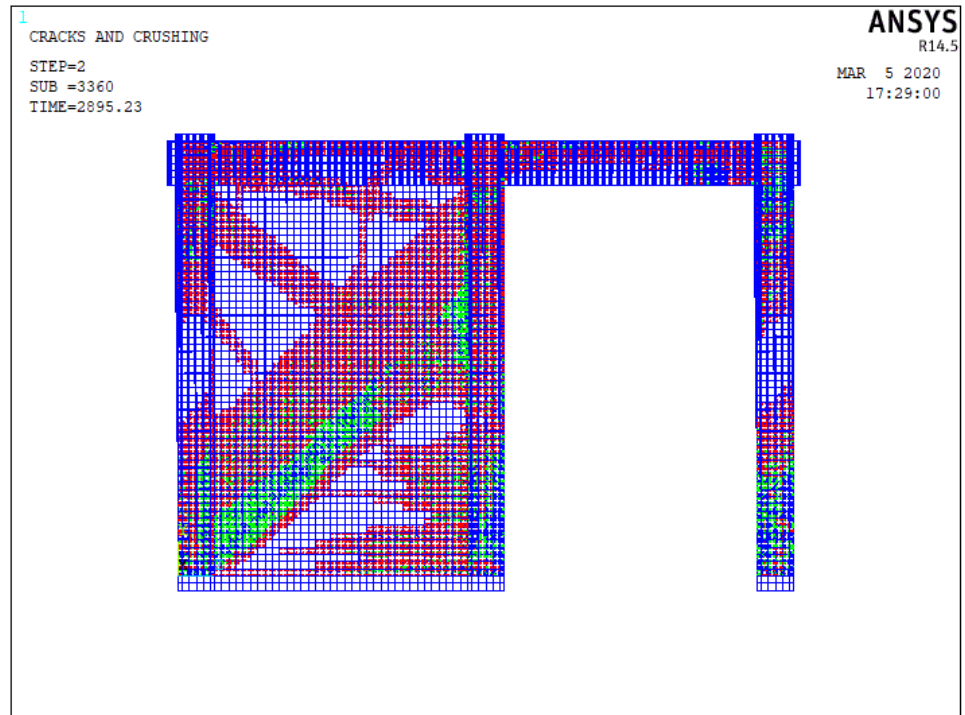 1
CRACKS AND CRUSHING
STEP=2
SUB =3360
TIME=2895.23
ANSYS
R14.5
MAR 5 2020
17:29:00